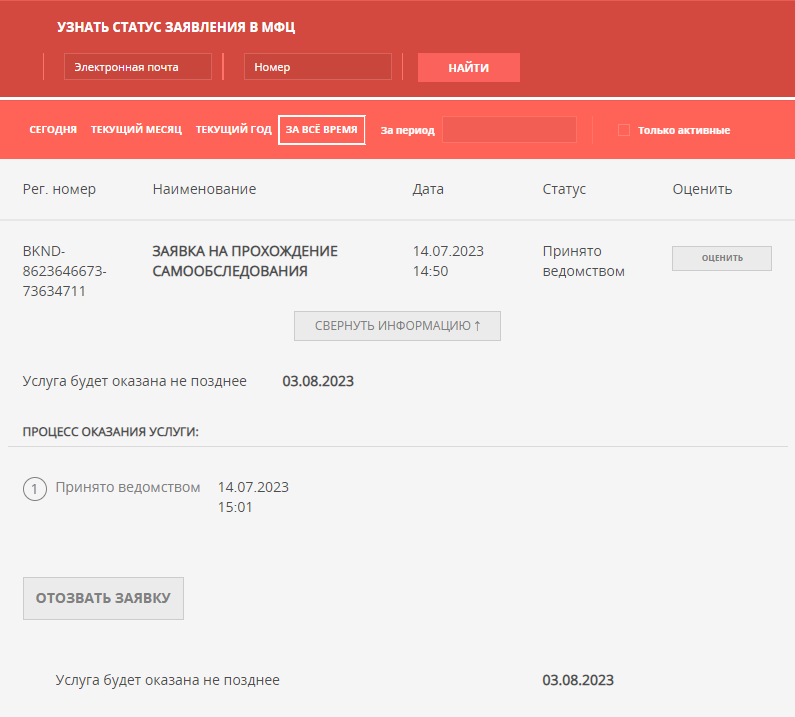 УЗНАТЬ СТАТУС ЗАЯВЛЕНИЯ В МФЦ
Электронная почта Номер НАЙТИ
СЕГОДНЯ ТЕКУЩИЙ МЕСЯЦ ТЕКУЩИЙ ГОД ЗА ВСЁ ВРЕМЯ За период Только активные
Рег. номер Наименование Дата Статус Оценить
BKND- ЗАЯВКА НА ПРОХОЖДЕНИЕ 14.07.2023 Принято ОЦЕНИТЬ
8623646673- САМООБСЛЕДОВАНИЯ 14:50 ведомством
73634711
СВЕРНУТЬ ИНФОРМАЦИЮ ↑
Услуга будет оказана не позднее 03.08.2023
ПРОЦЕСС ОКАЗАНИЯ УСЛУГИ:
1 Принято ведомством 14.07.2023
15:01
ОТОЗВАТЬ ЗАЯВКУ
Услуга будет оказана не позднее 03.08.2023